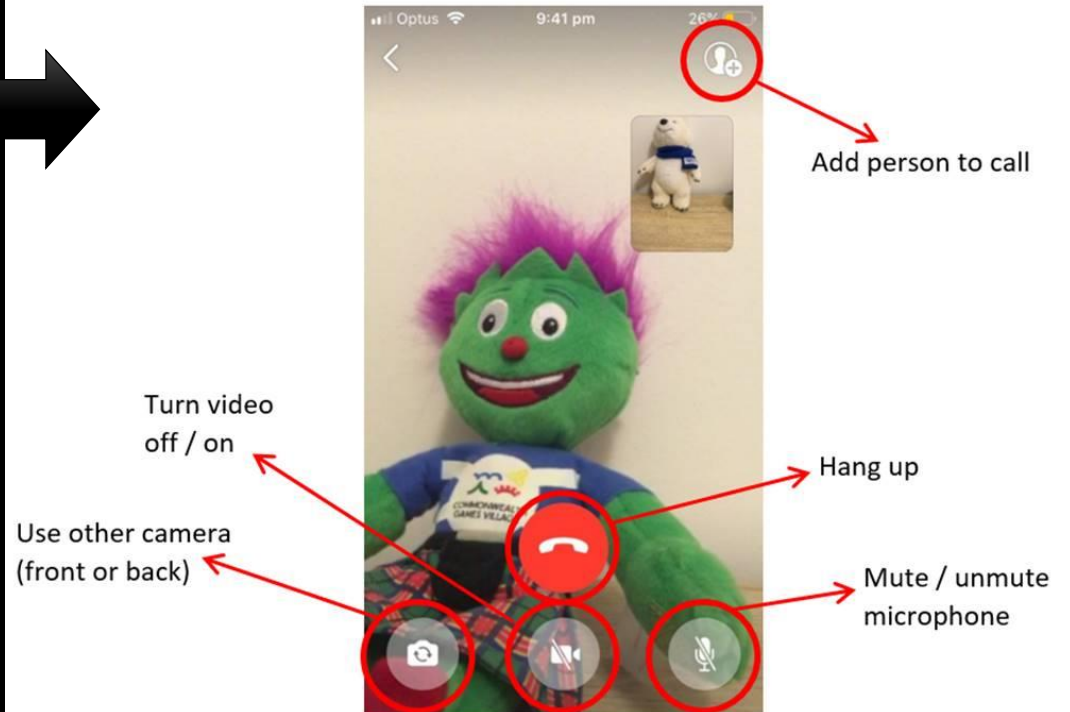 Optus
9:41 pm
26%
Add person to call
Turn video
off / on
Hang up
Use other camera
(front or back)
Mute / unmute
microphone
COMMONWEALTH
GAMES VILLAGE